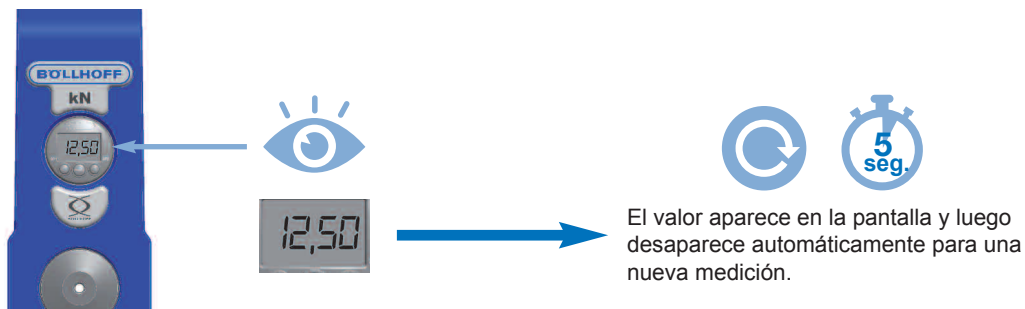 BÖLLHOFF
kN
12,50
12,50
5
seg.
El valor aparece en la pantalla y luego
desaparece automáticamente para una
nueva medición.